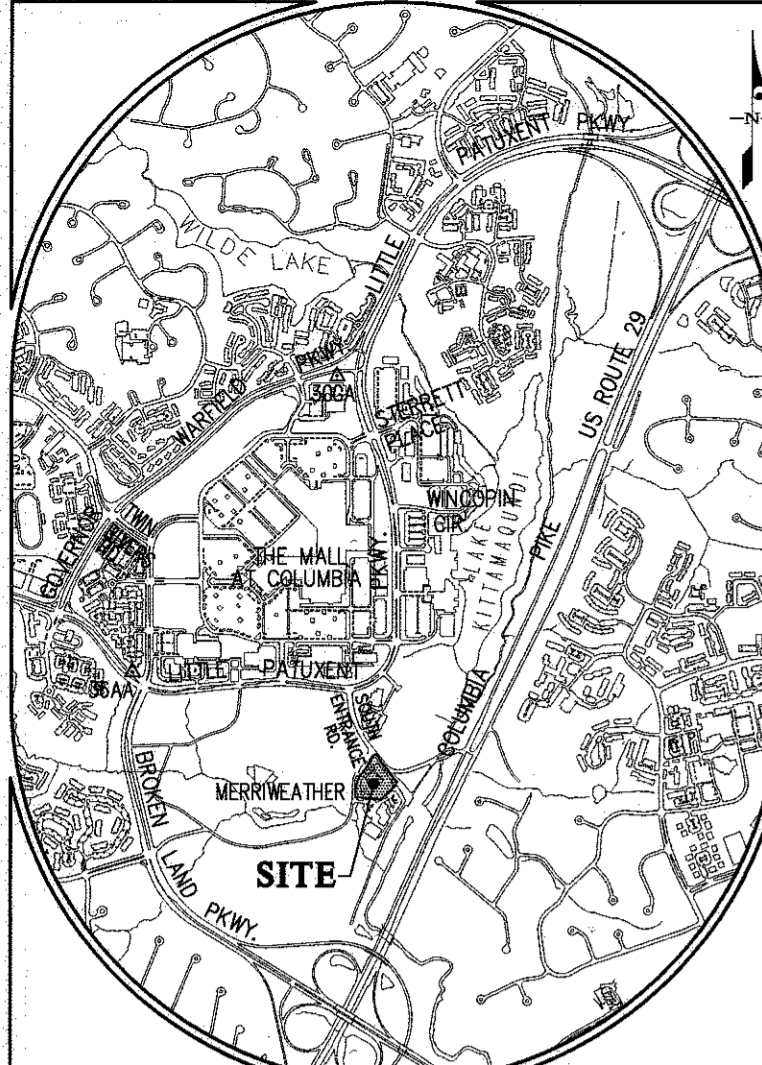 PATUXENT PKWY.
-N-
WILDE LAKE
LITTLE
US ROUTE 29
PKWY.
30GA
WARFIELD
STERRETT
PLACE
WINCOPIN
CIR.
LAKE
KITTAMAQUNDI
PIKE
GOVERNOR
TWIN
RIVERS
RD.
THE MALL
AT COLUMBIA
PKWY.
36AA
LITTLE PATUXENT
SOUTH
ENTRANCE
RD.
COLUMBIA
BROKEN
MERRIWEATHER
SITE
LAND PKWY.